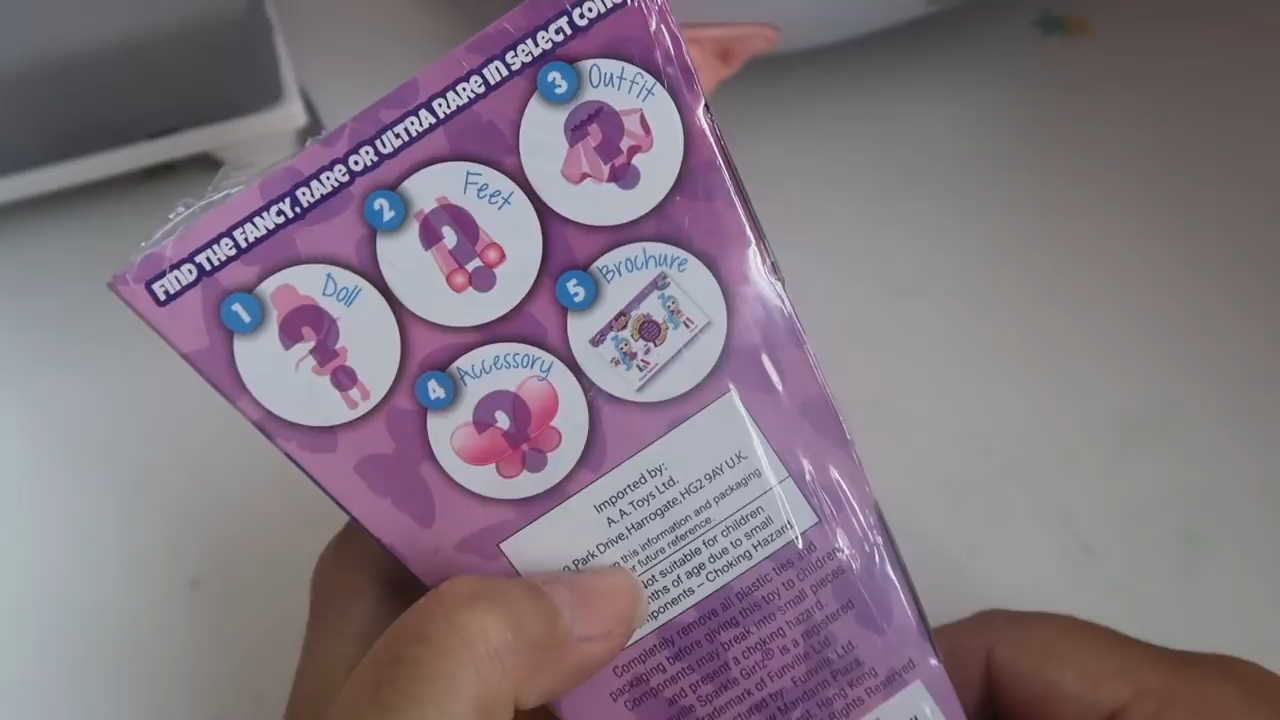 FIND THE FANCY, RARE OR ULTRA RARE IN SELECT
1 Doll
2 Feet
3 Outfit
4 Accessory
5 Brochure
Imported by:
A. A. Toys Ltd.
Park Drive, Harrogate, HG2 9AY U.K.
this information and packaging
future reference.
Not suitable for children
of age due to small
– Choking Hazard
Completely remove all plastic ties and
packaging before giving this toy to children.
Components may break into small pieces
and present a choking hazard.
Sparkle Girlz® is a registered
Trademark of Funville Ltd.
Funville Ltd.
Mandarin Plaza,
Hong Kong
Rights Reserved.